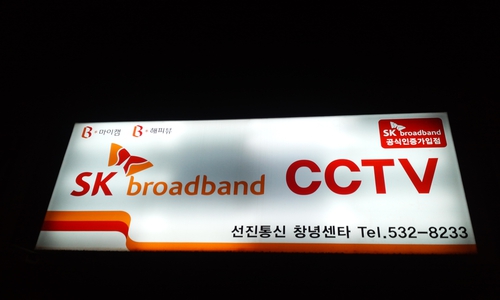 B+마이캠 B+해피뷰
SK broadband
공식인증가입점
SK broadband CCTV
선진통신 창녕센타 Tel.532-8233